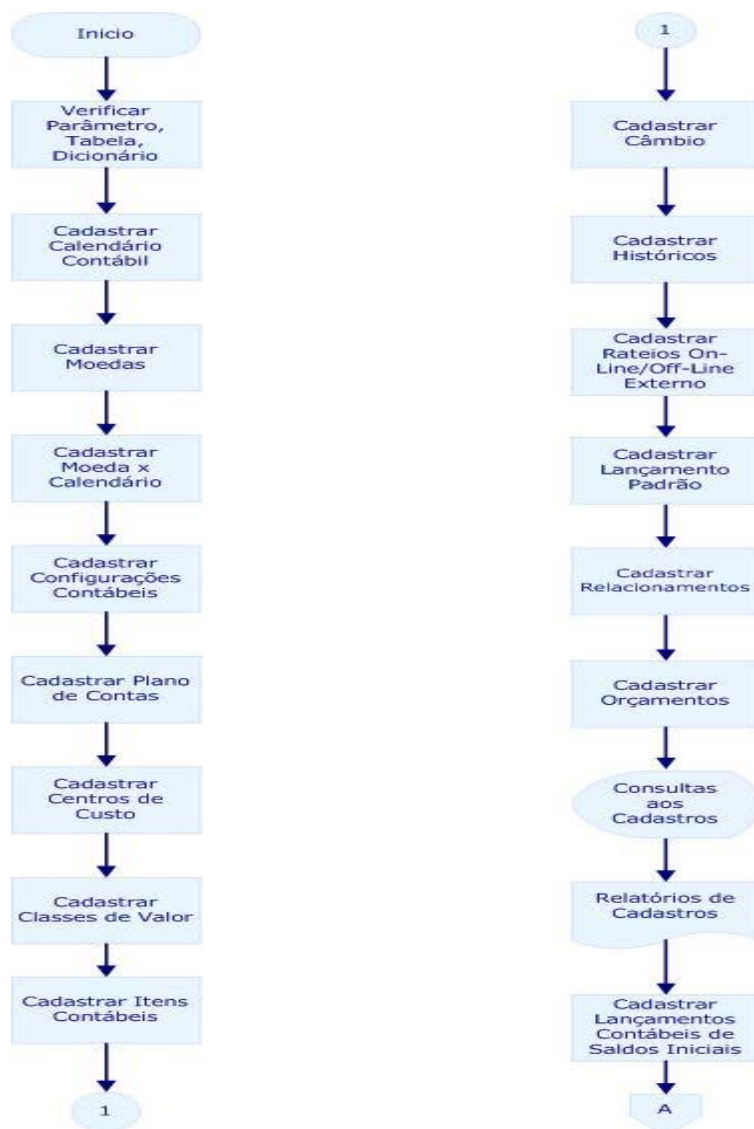 Inicio
Verificar
Parâmetro,
Tabela,
Dicionário
Cadastrar
Calendário
Contábil
Cadastrar
Moedas
Cadastrar
Moeda x
Calendário
Cadastrar
Configurações
Contábeis
Cadastrar Plano
de Contas
Cadastrar
Centros de
Custo
Cadastrar
Classes de Valor
Cadastrar Itens
Contábeis
1
1
Cadastrar
Câmbio
Cadastrar
Históricos
Cadastrar
Rateios On-
Line/Off-Line
Externo
Cadastrar
Lançamento
Padrão
Cadastrar
Relacionamentos
Cadastrar
Orçamentos
Consultas
aos
Cadastros
Relatórios de
Cadastros
Cadastrar
Lançamentos
Contábeis de
Saldos Iniciais
A